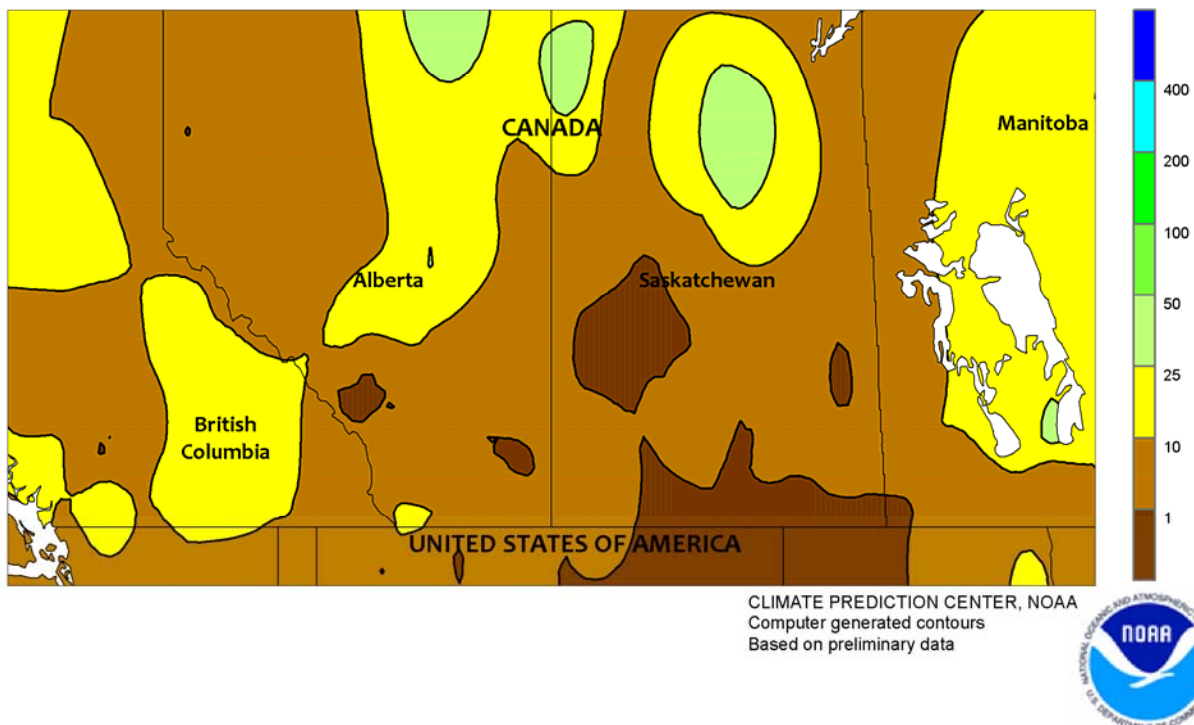 CANADA
Manitoba
Alberta
Saskatchewan
British
Columbia
UNITED STATES OF AMERICA
400
200
100
50
25
10
1
CLIMATE PREDICTION CENTER, NOAA
Computer generated contours
Based on preliminary data
NOAA
NATIONAL OCEANIC AND ATMOSPHERIC
U.S. DEPARTMENT OF